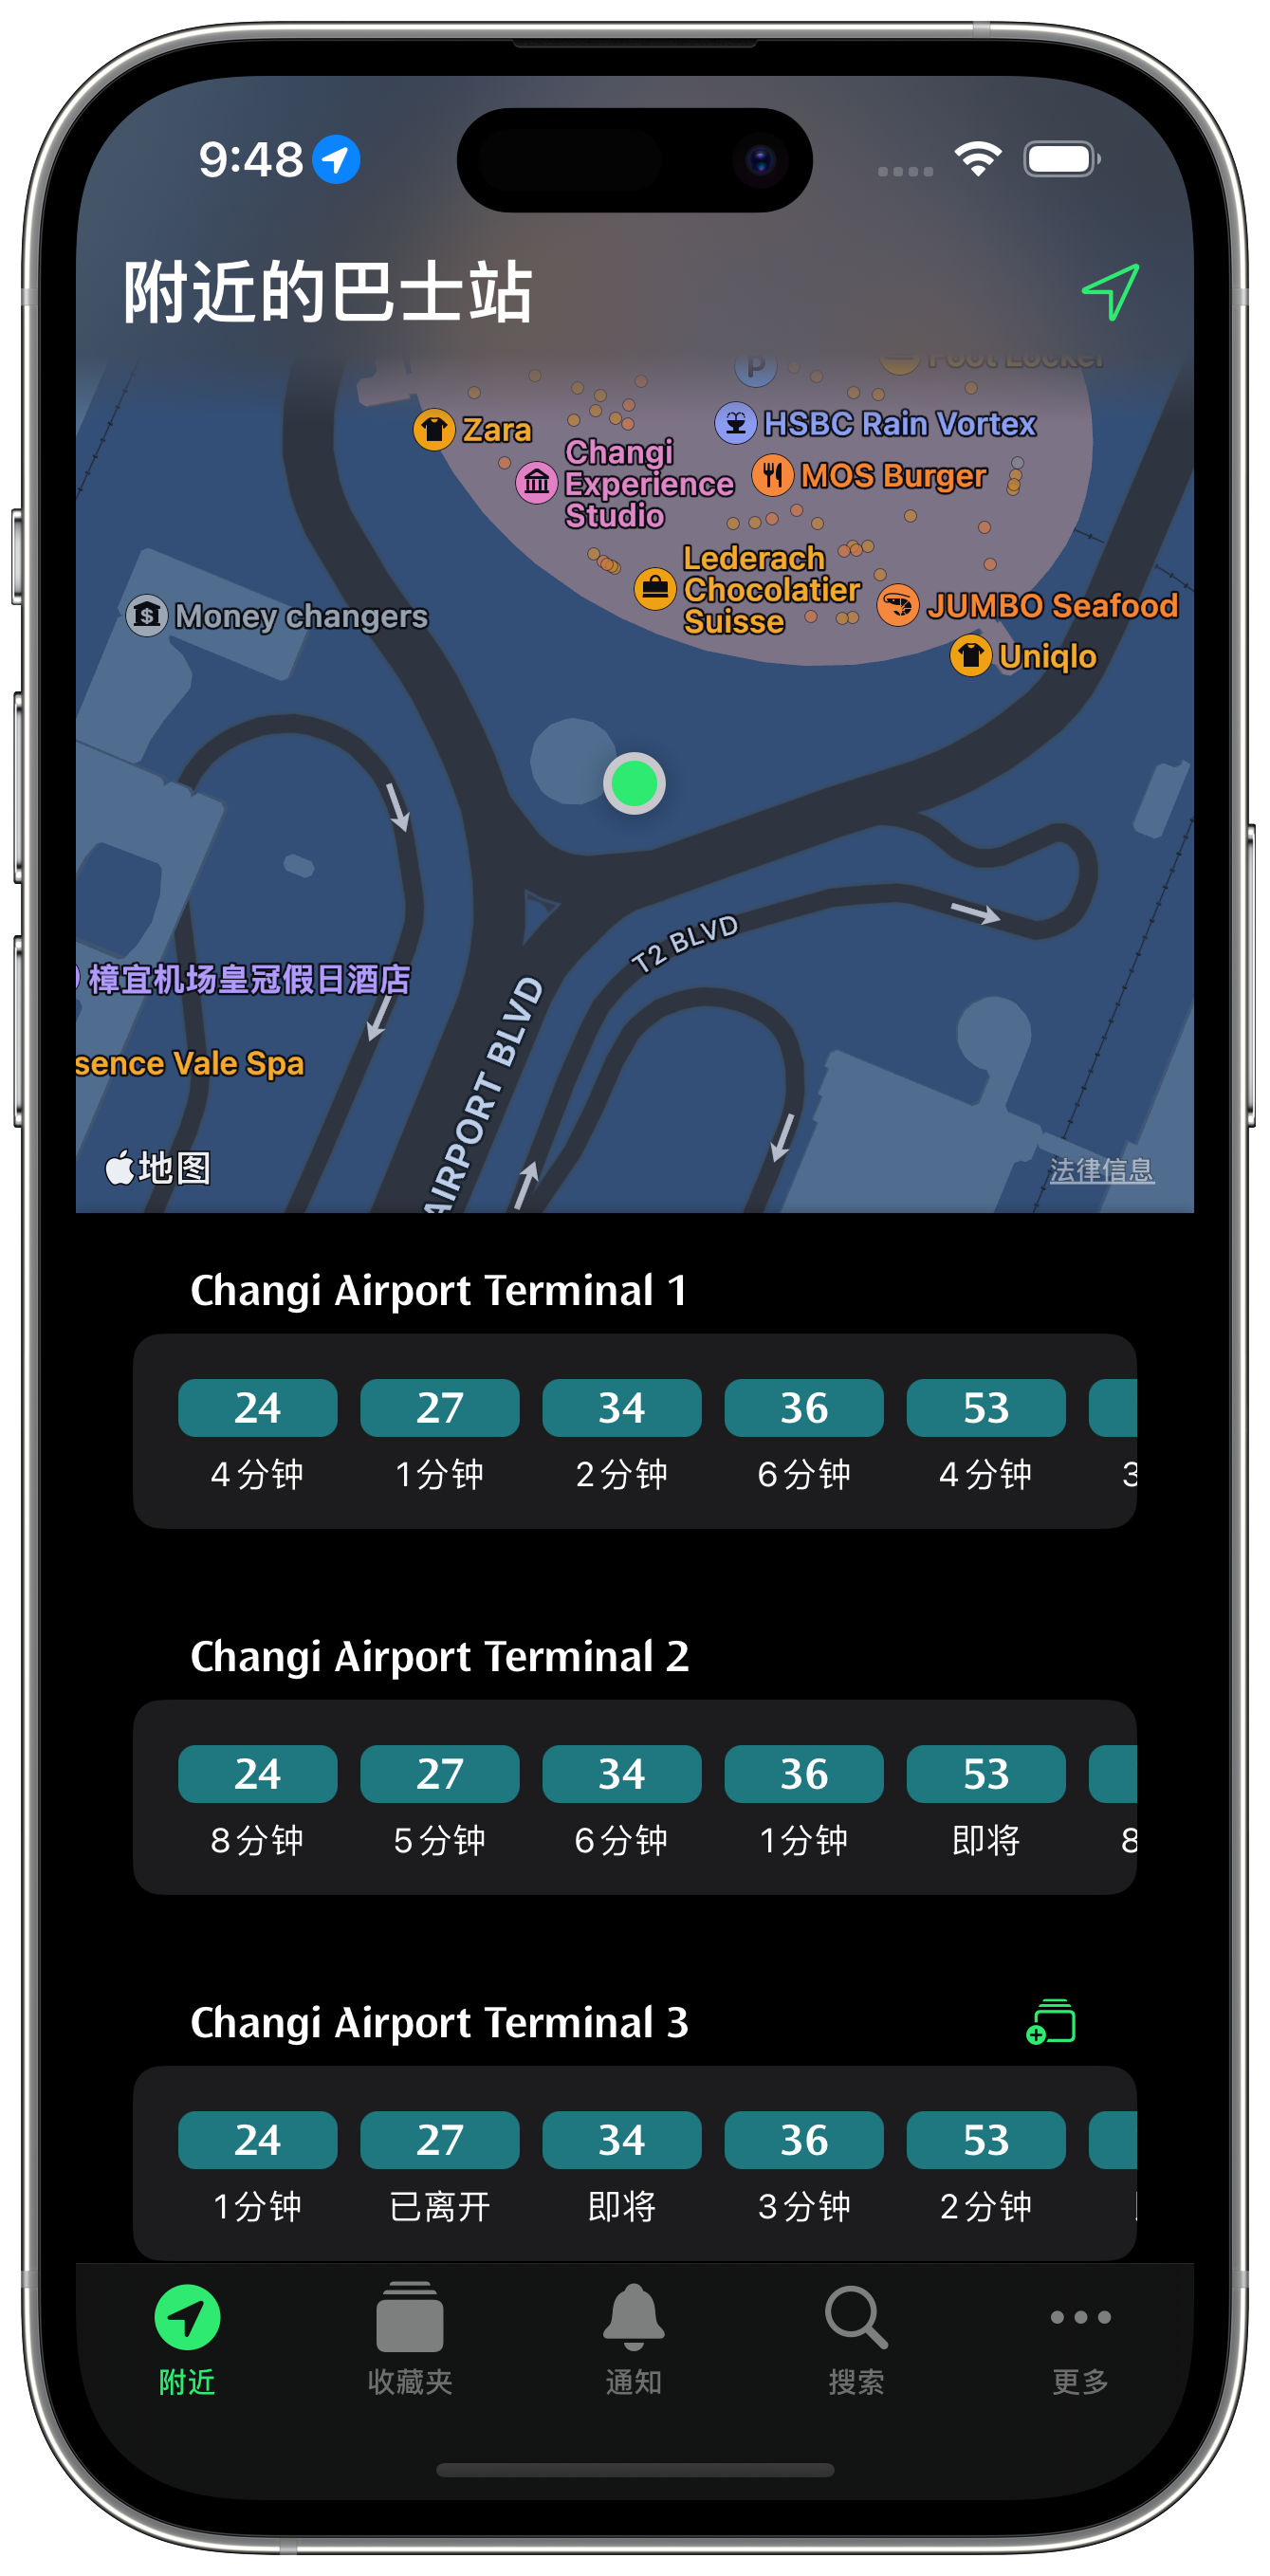 9:48
附近的巴士站
P
Foot Locker
Zara
HSBC Rain Vortex
Changi
Experience
Studio
MOS Burger
Lederach
Chocolatier
Suisse
Money changers
JUMBO Seafood
Uniqlo
T2 BLVD
樟宜机场皇冠假日酒店
AIRPORT BLVD
sence Vale Spa
地图
法律信息
Changi Airport Terminal 1
24 27 34 36 53
4分钟 1分钟 2分钟 6分钟 4分钟 3
Changi Airport Terminal 2
24 27 34 36 53
8分钟 5分钟 6分钟 1分钟 即将 8
Changi Airport Terminal 3
24 27 34 36 53
1分钟 已离开 即将 3分钟 2分钟
附近 收藏夹 通知 搜索 更多